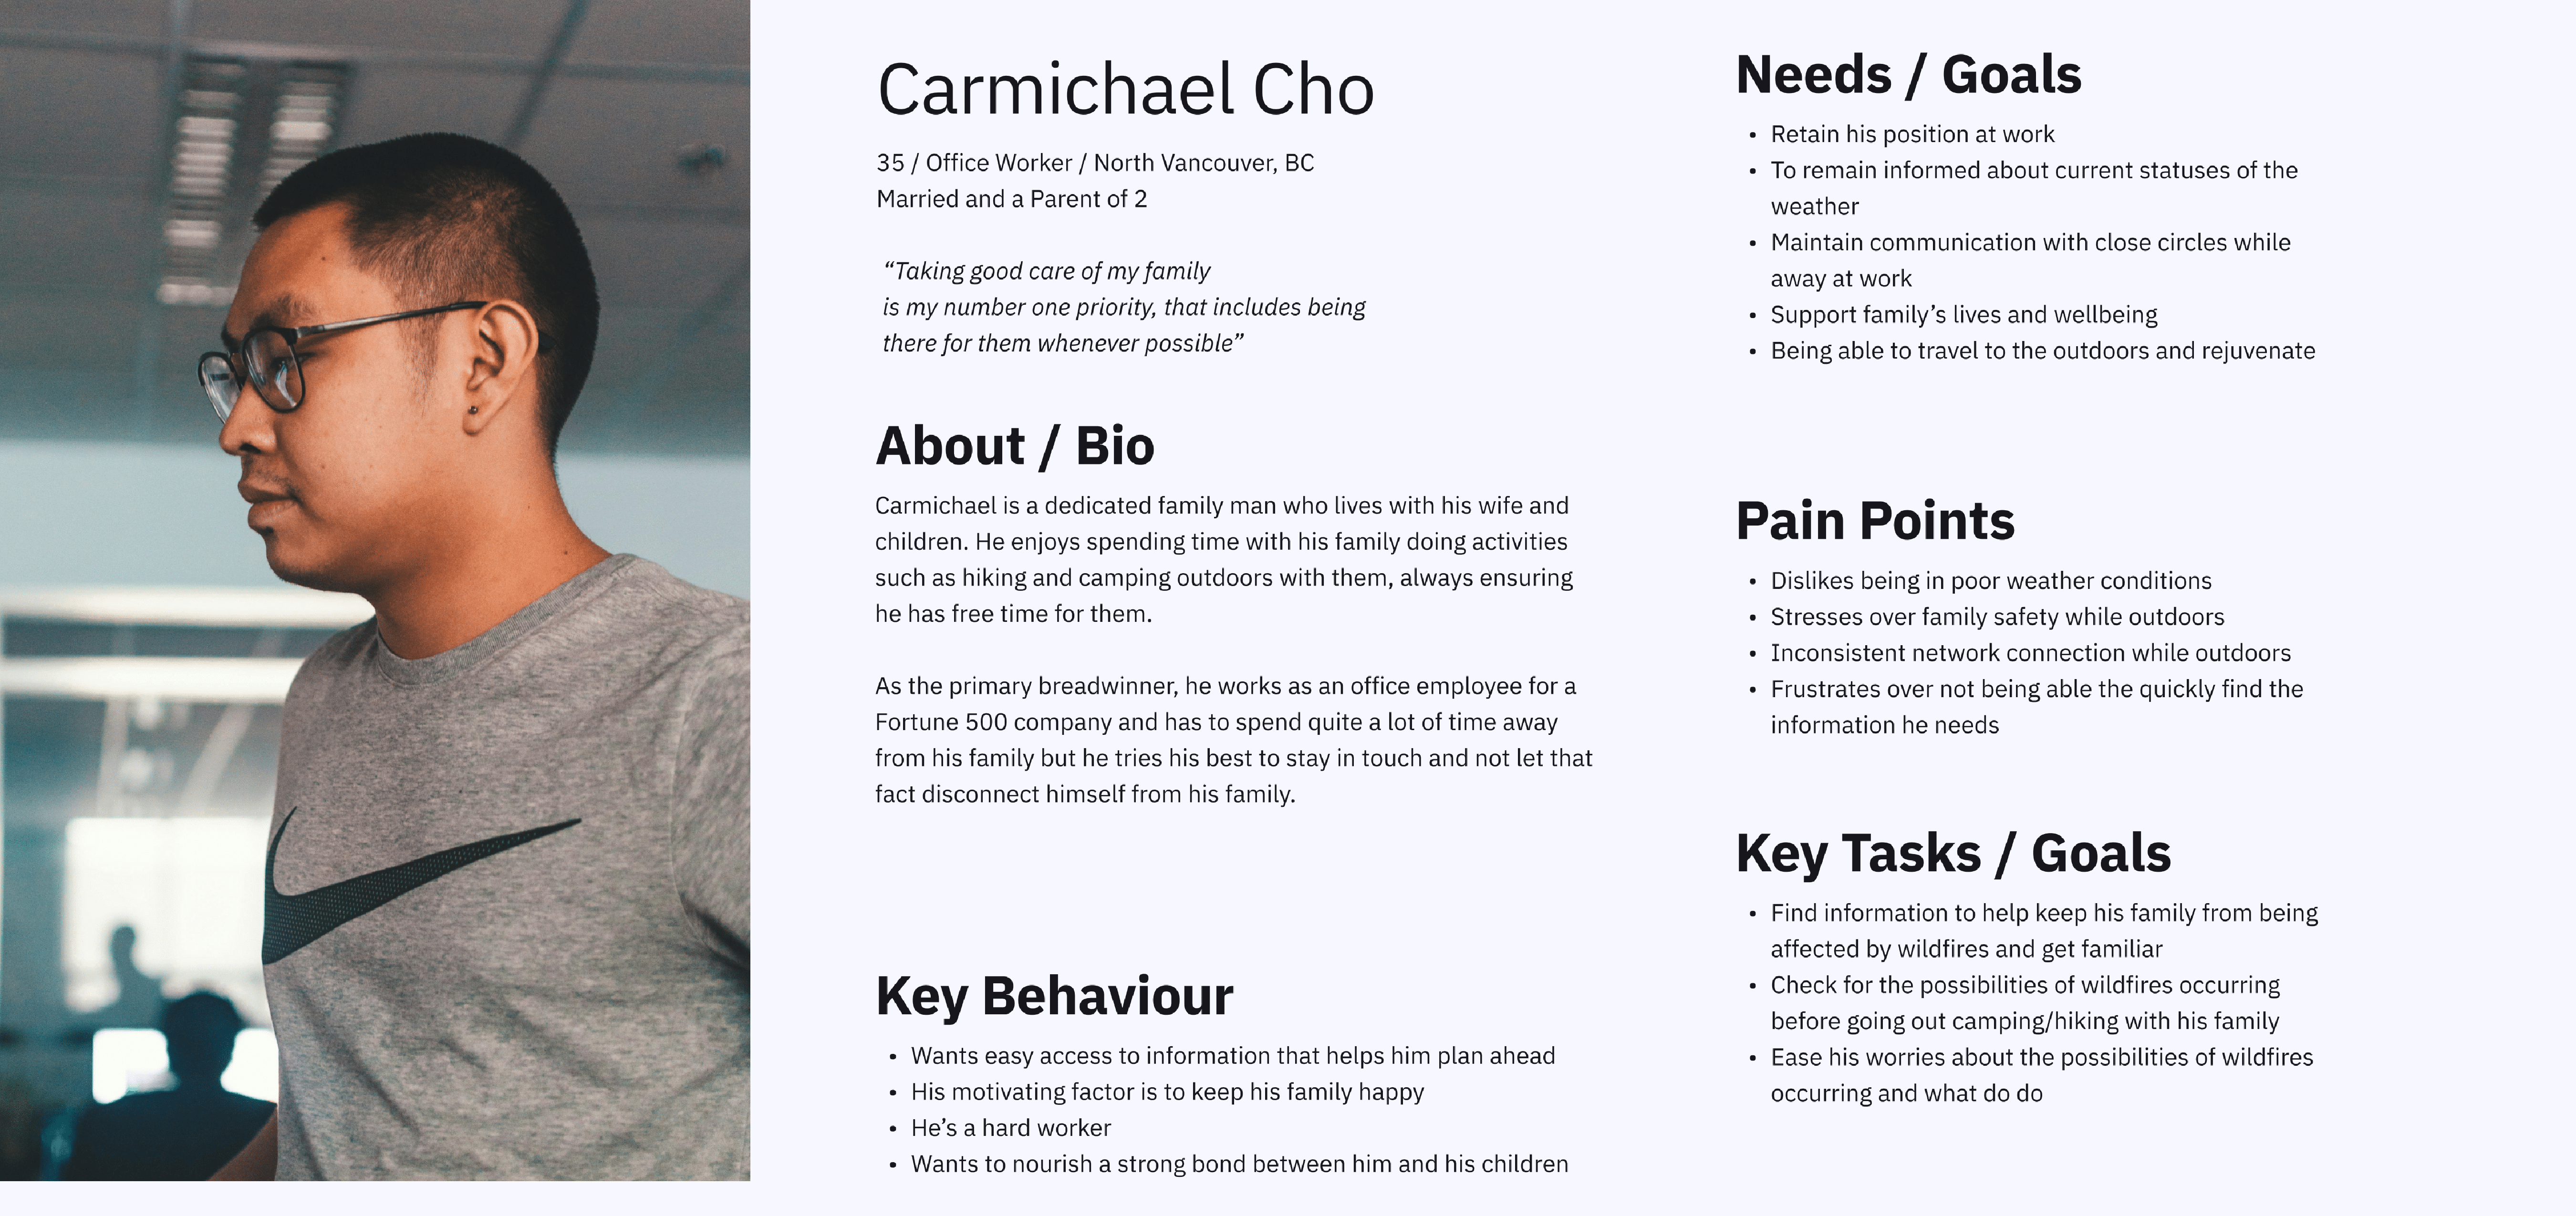 Carmichael Cho
35 / Office Worker / North Vancouver, BC
Married and a Parent of 2
“Taking good care of my family
is my number one priority, that includes being
there for them whenever possible”
About / Bio
Carmichael is a dedicated family man who lives with his wife and
children. He enjoys spending time with his family doing activities
such as hiking and camping outdoors with them, always ensuring
he has free time for them.
As the primary breadwinner, he works as an office employee for a
Fortune 500 company and has to spend quite a lot of time away
from his family but he tries his best to stay in touch and not let that
fact disconnect himself from his family.
Key Behaviour
• Wants easy access to information that helps him plan ahead
• His motivating factor is to keep his family happy
• He’s a hard worker
• Wants to nourish a strong bond between him and his children
Needs / Goals
• Retain his position at work
• To remain informed about current statuses of the
weather
• Maintain communication with close circles while
away at work
• Support family’s lives and wellbeing
• Being able to travel to the outdoors and rejuvenate
Pain Points
• Dislikes being in poor weather conditions
• Stresses over family safety while outdoors
• Inconsistent network connection while outdoors
• Frustrates over not being able the quickly find the
information he needs
Key Tasks / Goals
• Find information to help keep his family from being
affected by wildfires and get familiar
• Check for the possibilities of wildfires occurring
before going out camping/hiking with his family
• Ease his worries about the possibilities of wildfires
occurring and what do do